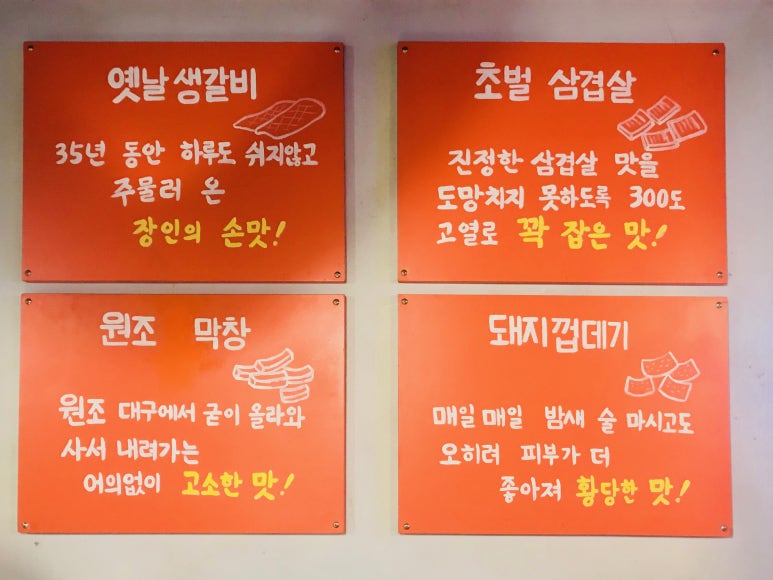 옛날 생갈비
35년 동안 하루도 쉬지않고
주물러 온
장인의 손맛!
초벌 삼겹살
진정한 삼겹살 맛을
도망치지 못하도록 300도
고열로 꽉 잡은 맛!
원조 막창
원조 대구에서 굳이 올라와
사서 내려가는
어의없이 고소한 맛!
돼지껍데기
매일매일 밤새 술 마시고도
오히려 피부가 더
좋아져 황당한 맛!